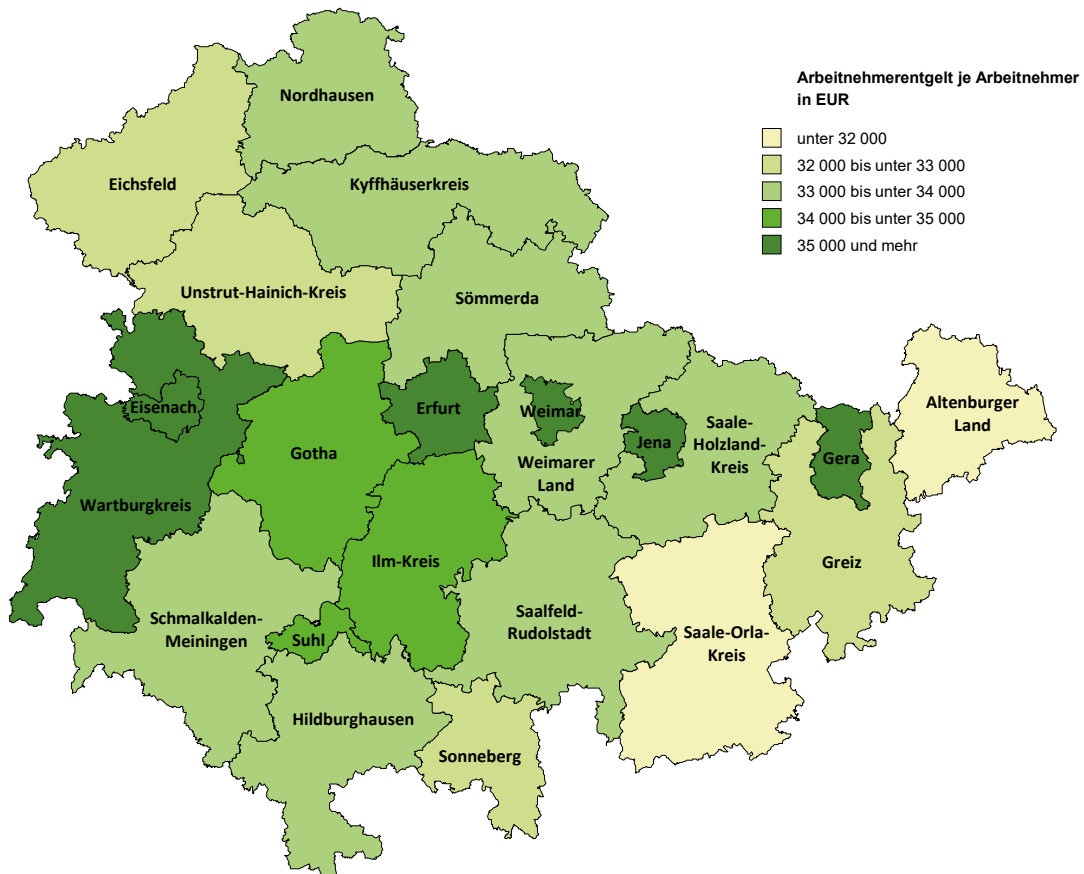 Arbeitnehmerentgelt je Arbeitnehmer
in EUR
unter 32 000
32 000 bis unter 33 000
33 000 bis unter 34 000
34 000 bis unter 35 000
35 000 und mehr
Nordhausen
Eichsfeld
Kyffhäuserkreis
Unstrut-Hainich-Kreis
Sömmerda
Eisenach
Erfurt
Weimar
Altenburger
Land
Saale-
Holzland-
Kreis
Jena
Gera
Gotha
Weimarer
Land
Wartburgkreis
Ilm-Kreis
Greiz
Schmalkalden-
Meiningen
Suhl
Saalfeld-
Rudolstadt
Saale-Orla-
Kreis
Hildburghausen
Sonneberg